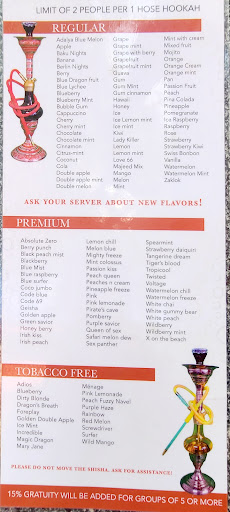 LIMIT OF 2 PEOPLE PER 1 HOSE HOOKAH
REGULAR
Adalya Blue Melon
Apple
Baku Nights
Banana
Berlin Nights
Berry
Blue Dragon fruit
Blue Lychee
Blueberry
Blueberry Mint
Bubble gum
Cappuccino
Cherry
Cherry mint
Chocolate
Chocolate mint
Cinnamon
Citrus-mint
Coconut
Cola
Double apple
Double apple mint
Double melon
Grape
Grape mint
Grape with berry
Grapefruit
Grapefruit mint
Guava
Gum
Gum mint
Gum cinnamon
Hawaii
Honey
Ice
Ice Lemon mint
Ice mint
Kiwi
Lady Killer
Lemon
Lemon mint
Love 66
Majeed Mix
Mango
Melon
Mint
Mint with cream
Mixed fruit
Mojito
Orange
Orange Cream
Orange mint
Pan
Passion Fruit
Peach
Pina Colada
Pineapple
Pomegranate
Ice Raspberry
Raspberry
Rose
Strawberry
Strawberry kiwi
Swiss Bonbon
Vanilla
Watermelon
Watermelon Mint
Zaklok
ASK YOUR SERVER ABOUT NEW FLAVORS!
PREMIUM
Absolute Zero
Berry punch
Black peach mist
Blackberry
Blue Mist
Blue raspberry
Blue surfer
Coco jumbo
Code blue
Code 69
Geisha
Golden apple
Green savior
Honey berry
Irish kiss
Irish peach
Lemon chill
Melon blue
Mighty freeze
Mint colossus
Passion kiss
Peach queen
Peaches n cream
Pineapple freeze
Pink
Pink lemonade
Pirate's cave
Pomberry
Purple savior
Queen of sex
Safari melon dew
Sex panther
Spearmint
Strawberry daiquiri
Tangerine dream
Tiger's blood
Tropicool
Twisted
Voltage
Watermelon chill
Watermelon freeze
White chai
White gummy bear
White peach
Wildberry
Wildberry mint
X on the beach
TOBACCO FREE
Adios
Blueberry
Dirty Blonde
Dragon's Breath
Foreplay
Golden Double Apple
Ice Mint
Incredible
Magic Dragon
Mary Jane
Ménage
Pink Lemonade
Peach Fuzzy Navel
Purple Haze
Rainbow
Red Melon
Screwdriver
Surfer
Wild Mango
PLEASE DO NOT MOVE THE SHISHA, ASK FOR ASSISTANCE!
15% GRATUITY WILL BE ADDED FOR GROUPS OF 5 OR MORE